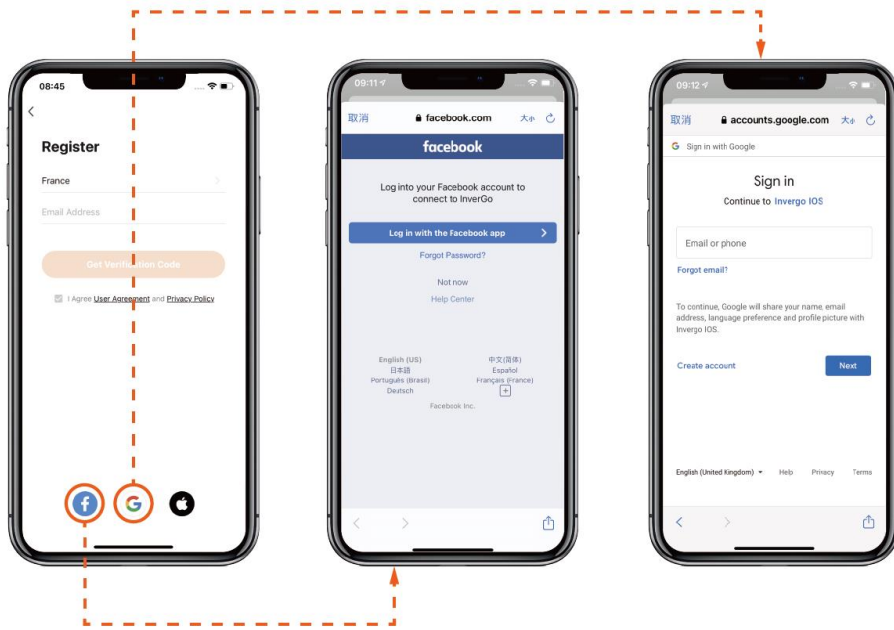 08:45
Register
France
Email Address
Get Verification Code
I Agree User Agreement and Privacy Policy
09:11
取消
facebook.com
大小
facebook
Log into your Facebook account to
connect to InverGo
Log in with the Facebook app
Forgot Password?
Not now
Help Center
English (US)
中文(简体)
日本語
Español
Português (Brasil)
Français (France)
Deutsch
Facebook Inc.
09:12
取消
accounts.google.com
大小
Sign in with Google
Sign in
Continue to Invergo IOS
Email or phone
Forgot email?
To continue, Google will share your name, email
address, language preference and profile picture with
Invergo IOS.
Create account
Next
English (United Kingdom)
Help
Privacy
Terms